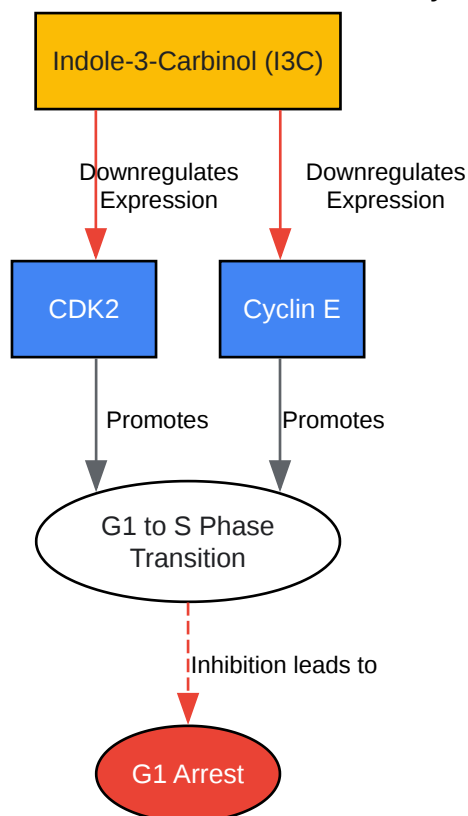 Indole-3-Carbinol (I3C)
Downregulates
Expression
Downregulates
Expression
CDK2
Cyclin E
Promotes
Promotes
G1 to S Phase
Transition
Inhibition leads to
G1 Arrest